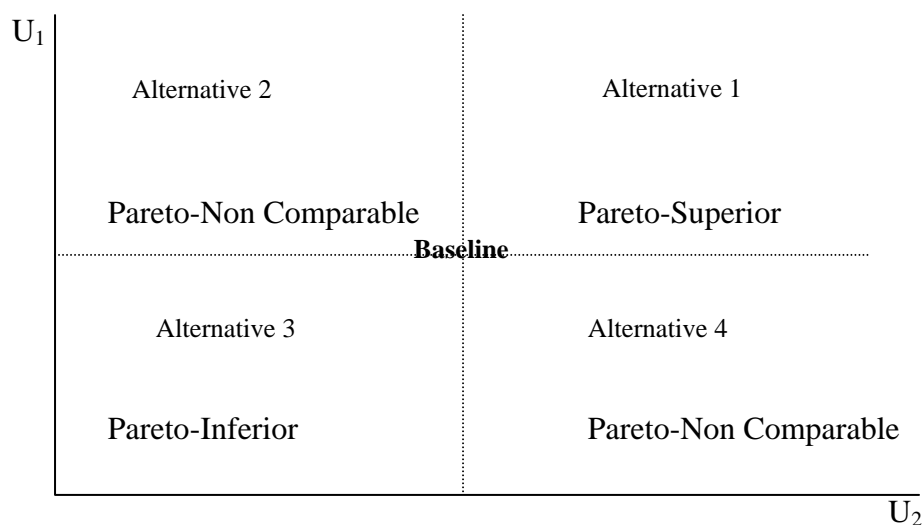 U₁
Alternative 2
Alternative 1
Pareto-Non Comparable
Pareto-Superior
Baseline
Alternative 3
Alternative 4
Pareto-Inferior
Pareto-Non Comparable
U₂